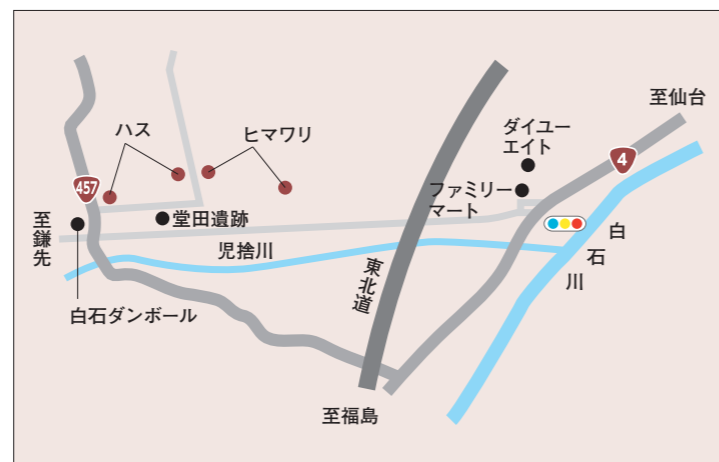 至仙台
ダイユー
エイト
4
ハス
ヒマワリ
ファミリー
マート
457
至鎌先
堂田遺跡
児捨川
東北道
白石川
白石ダンボール
至福島